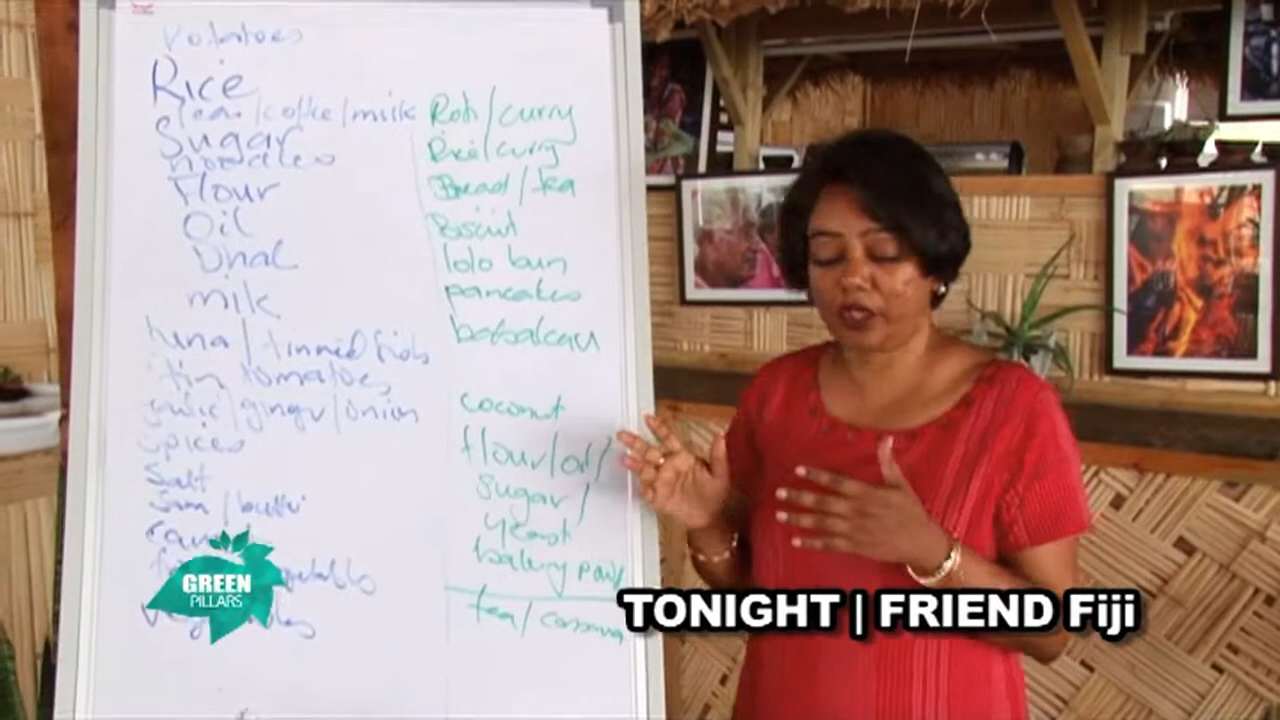 Potatoes
Rice
Tea/coffee/milk
Sugar
noodles
Flour
Oil
Dhal
milk
tuna/tinned fish
tin tomatoes
garlic/ginger/onion
Spices
Salt
Jam/butter
vegetables
Roti/curry
Rice/curry
Bread/tea
Biscuit
lolo bun
pancakes
coconut
flour/oil/
sugar/
yeast
baking pow
tea/
GREEN
PILLARS
TONIGHT | FRIEND Fiji